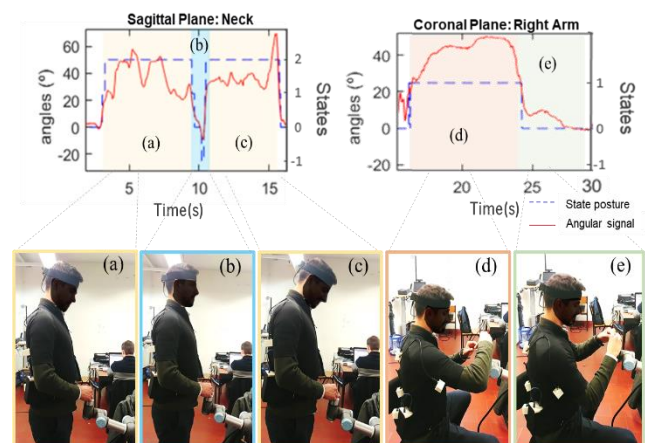 Sagittal Plane: Neck
60
40
20
0
-20
angles (º)
(a)
(b)
(c)
2
1
0
-1
States
5
10
15
Time(s)
Coronal Plane: Right Arm
40
20
0
-20
angles (º)
(d)
(e)
1
0
-1
States
20
25
30
Time(s)
State posture
Angular signal
(a)
(b)
(c)
(d)
(e)